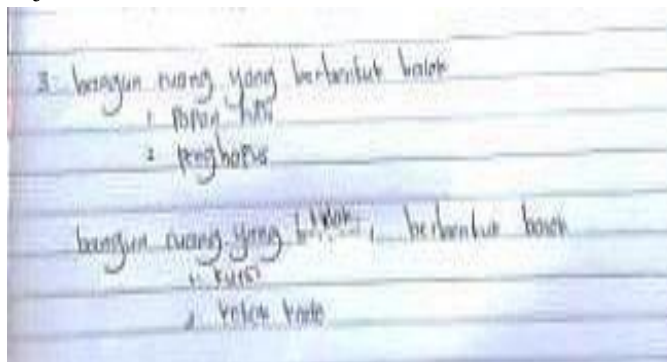 3. bangun ruang yang berbentuk balok
1. Papan tulis
2. penghapus
bangun ruang yang tidak, berbentuk balok
1. kursi
2. kotak